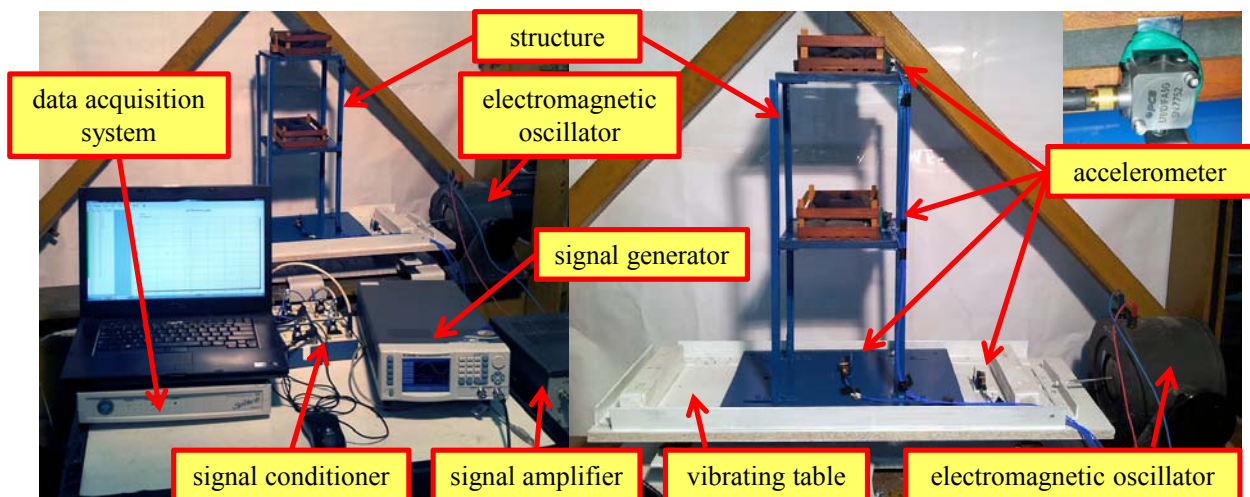 structure
data acquisition
system
electromagnetic
oscillator
signal generator
accelerometer
signal conditioner
signal amplifier
vibrating table
electromagnetic oscillator
PCB